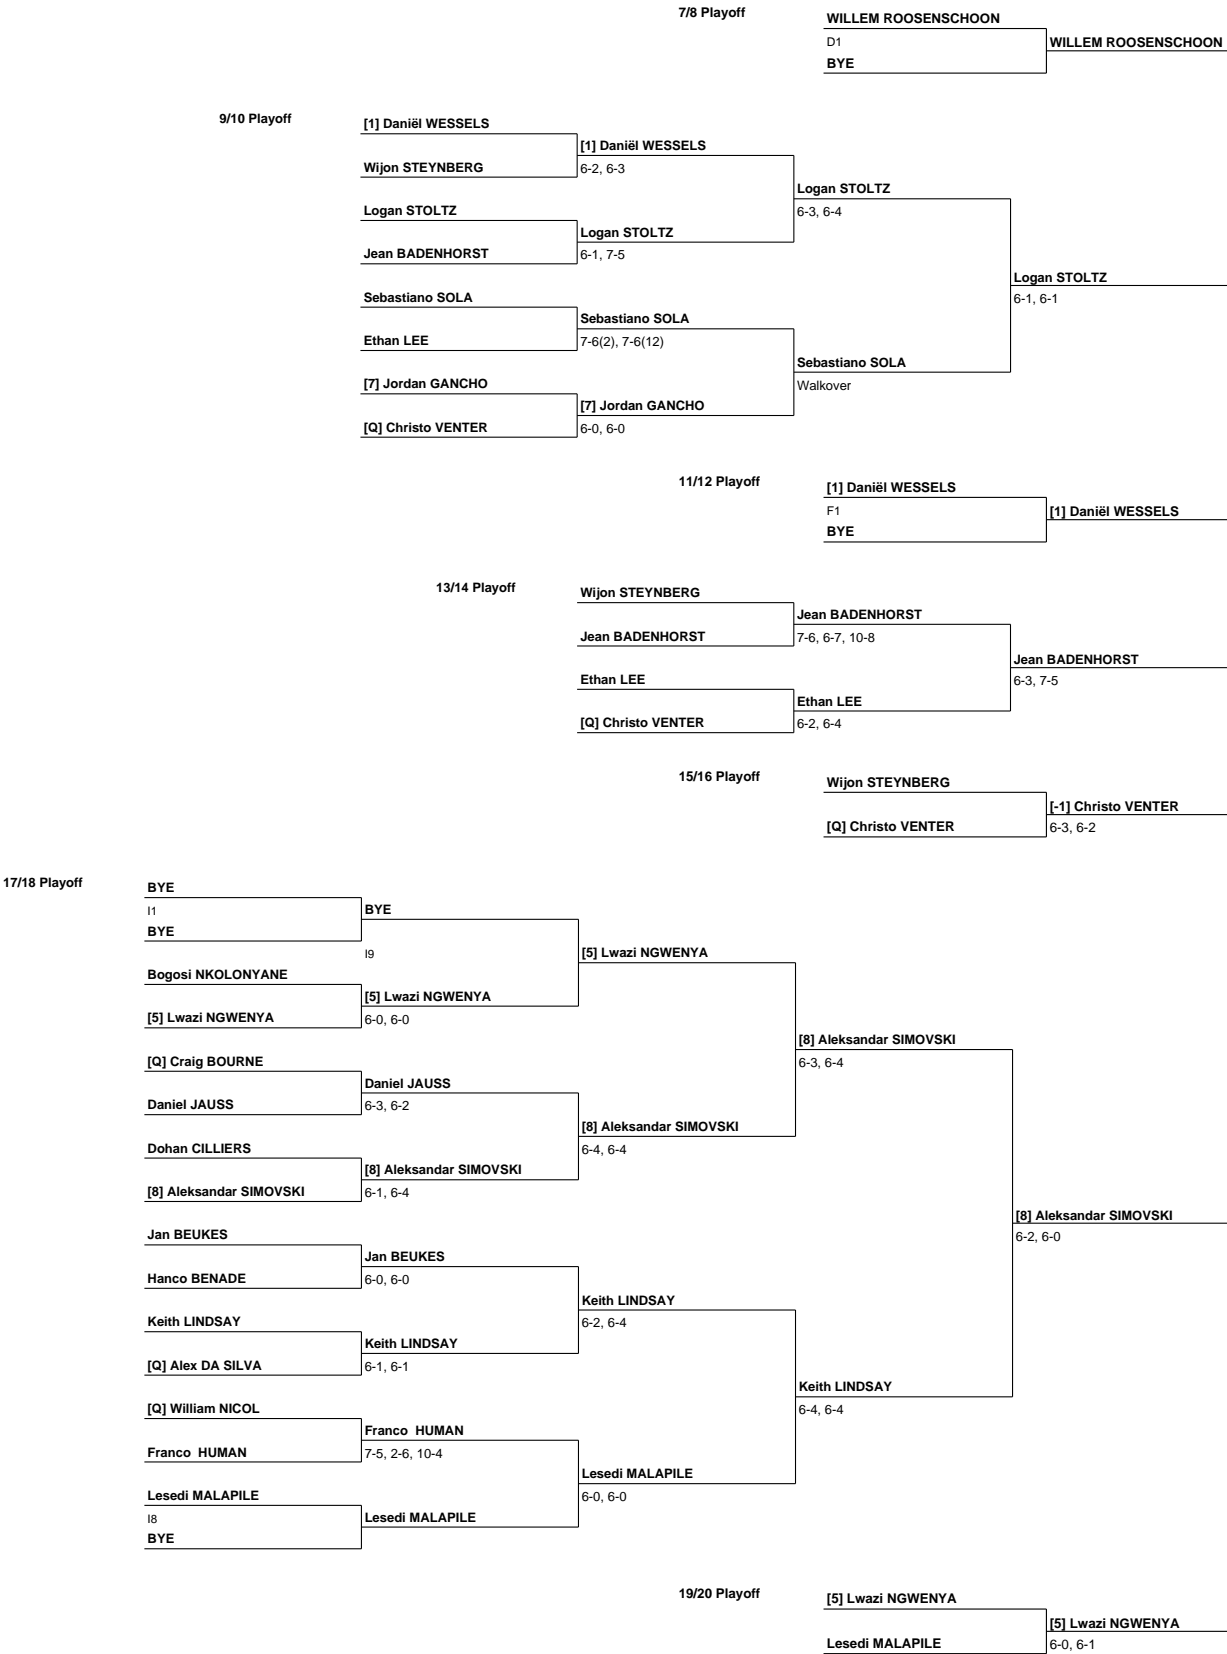 7/8 Playoff
WILLEM ROOSENSCHOON
D1
WILLEM ROOSENSCHOON
BYE
9/10 Playoff
[1] Daniël WESSELS
[1] Daniël WESSELS
Wijon STEYNBERG
6-2, 6-3
Logan STOLTZ
6-3, 6-4
Logan STOLTZ
Logan STOLTZ
Jean BADENHORST
6-1, 7-5
Logan STOLTZ
6-1, 6-1
Sebastiano SOLA
Sebastiano SOLA
Ethan LEE
7-6(2), 7-6(12)
Sebastiano SOLA
Walkover
[7] Jordan GANCHO
[7] Jordan GANCHO
[Q] Christo VENTER
6-0, 6-0
11/12 Playoff
[1] Daniël WESSELS
F1
[1] Daniël WESSELS
BYE
13/14 Playoff
Wijon STEYNBERG
Jean BADENHORST
Jean BADENHORST
7-6, 6-7, 10-8
Jean BADENHORST
6-3, 7-5
Ethan LEE
Ethan LEE
[Q] Christo VENTER
6-2, 6-4
15/16 Playoff
Wijon STEYNBERG
[-1] Christo VENTER
[Q] Christo VENTER
6-3, 6-2
17/18 Playoff
BYE
I1
BYE
BYE
I9
[5] Lwazi NGWENYA
Bogosi NKOLONYANE
[5] Lwazi NGWENYA
[5] Lwazi NGWENYA
6-0, 6-0
[8] Aleksandar SIMOVSKI
6-3, 6-4
[Q] Craig BOURNE
Daniel JAUSS
Daniel JAUSS
6-3, 6-2
[8] Aleksandar SIMOVSKI
6-4, 6-4
Dohan CILLIERS
[8] Aleksandar SIMOVSKI
[8] Aleksandar SIMOVSKI
6-1, 6-4
[8] Aleksandar SIMOVSKI
6-2, 6-0
Jan BEUKES
Jan BEUKES
Hanco BENADE
6-0, 6-0
Keith LINDSAY
6-2, 6-4
Keith LINDSAY
Keith LINDSAY
[Q] Alex DA SILVA
6-1, 6-1
Keith LINDSAY
6-4, 6-4
[Q] William NICOL
Franco HUMAN
Franco HUMAN
7-5, 2-6, 10-4
Lesedi MALAPILE
6-0, 6-0
Lesedi MALAPILE
I8
Lesedi MALAPILE
BYE
19/20 Playoff
[5] Lwazi NGWENYA
[5] Lwazi NGWENYA
Lesedi MALAPILE
6-0, 6-1